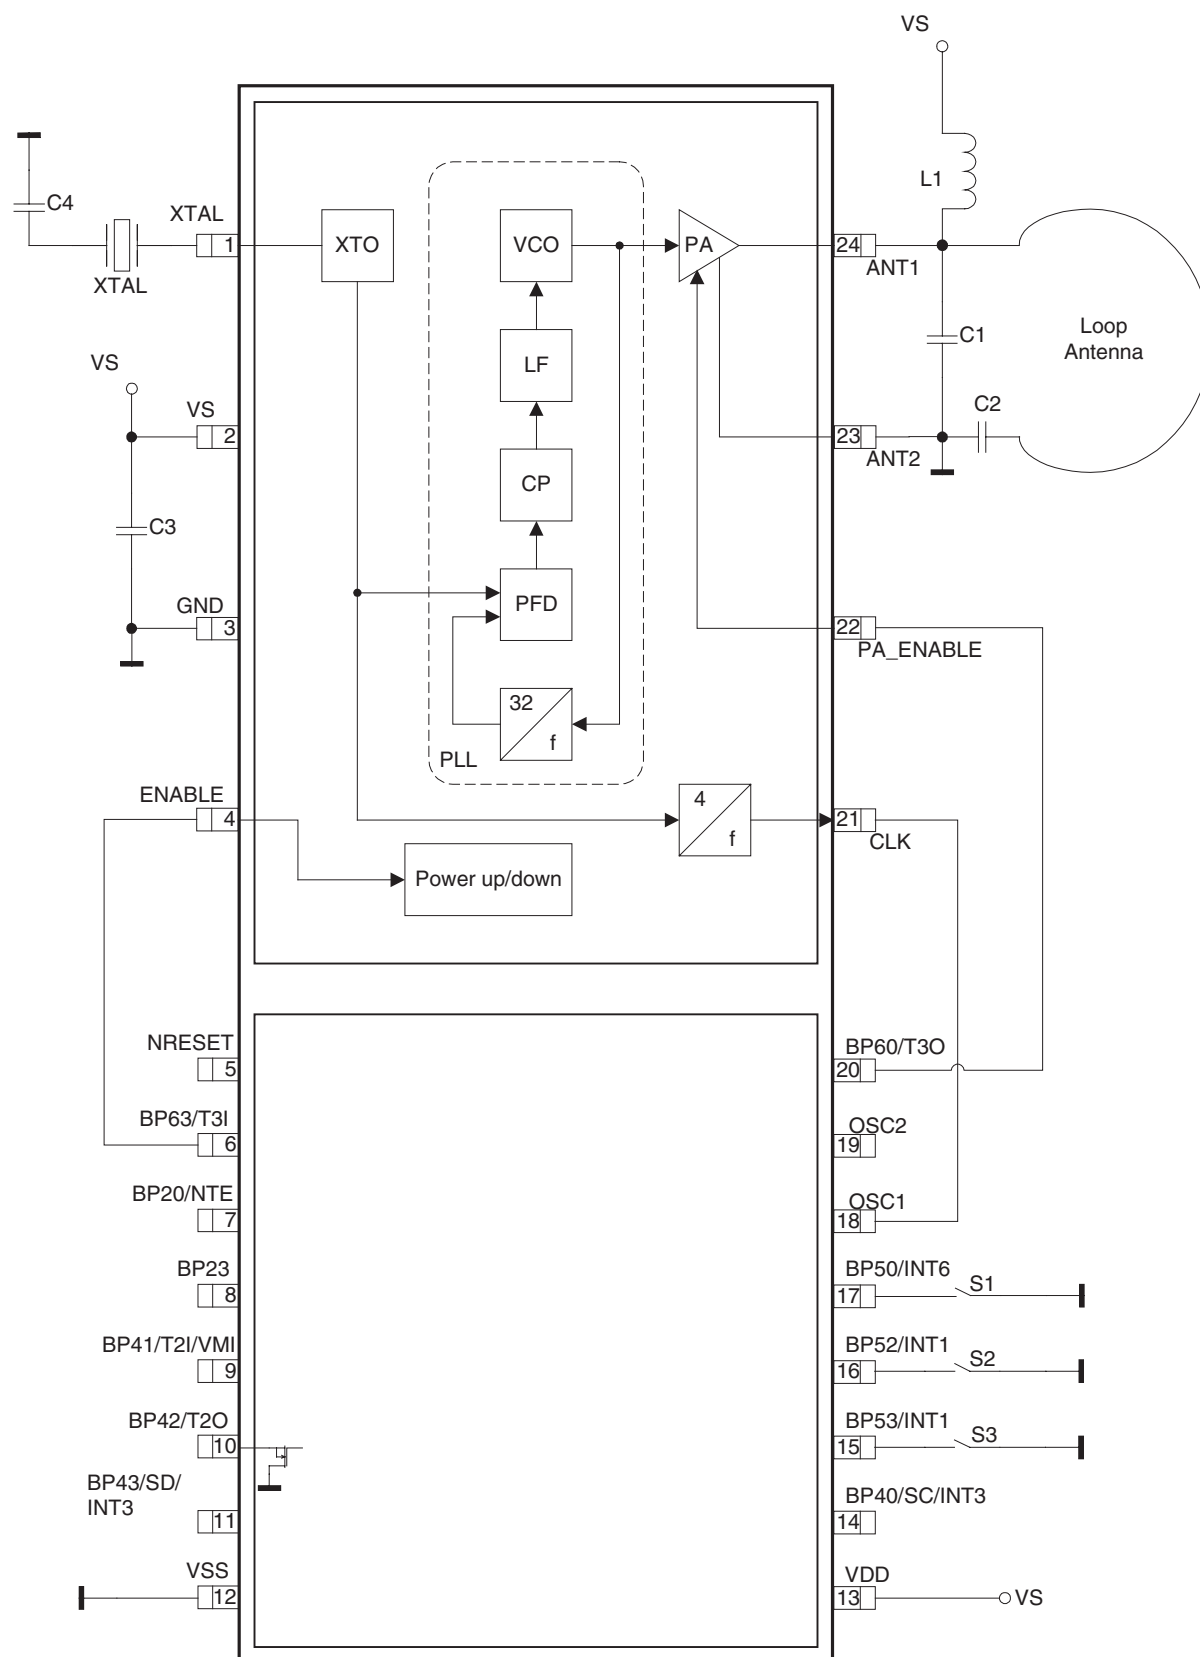 VS
L1
C4
XTAL
1
XTAL
XTO
VCO
PA
24
ANT1
Loop
Antenna
C1
C2
LF
VS
VS
2
23
ANT2
CP
C3
GND
3
PFD
22
PA_ENABLE
32
f
PLL
ENABLE
4
4
f
21
CLK
Power up/down
NRESET
5
BP60/T3O
20
BP63/T3I
6
OSC2
19
BP20/NTE
7
OSC1
18
BP23
8
BP50/INT6
17
S1
BP41/T2I/VMI
9
BP52/INT1
16
S2
BP42/T2O
10
BP53/INT1
15
S3
BP43/SD/
INT3
11
BP40/SC/INT3
14
VSS
12
VDD
13
VS